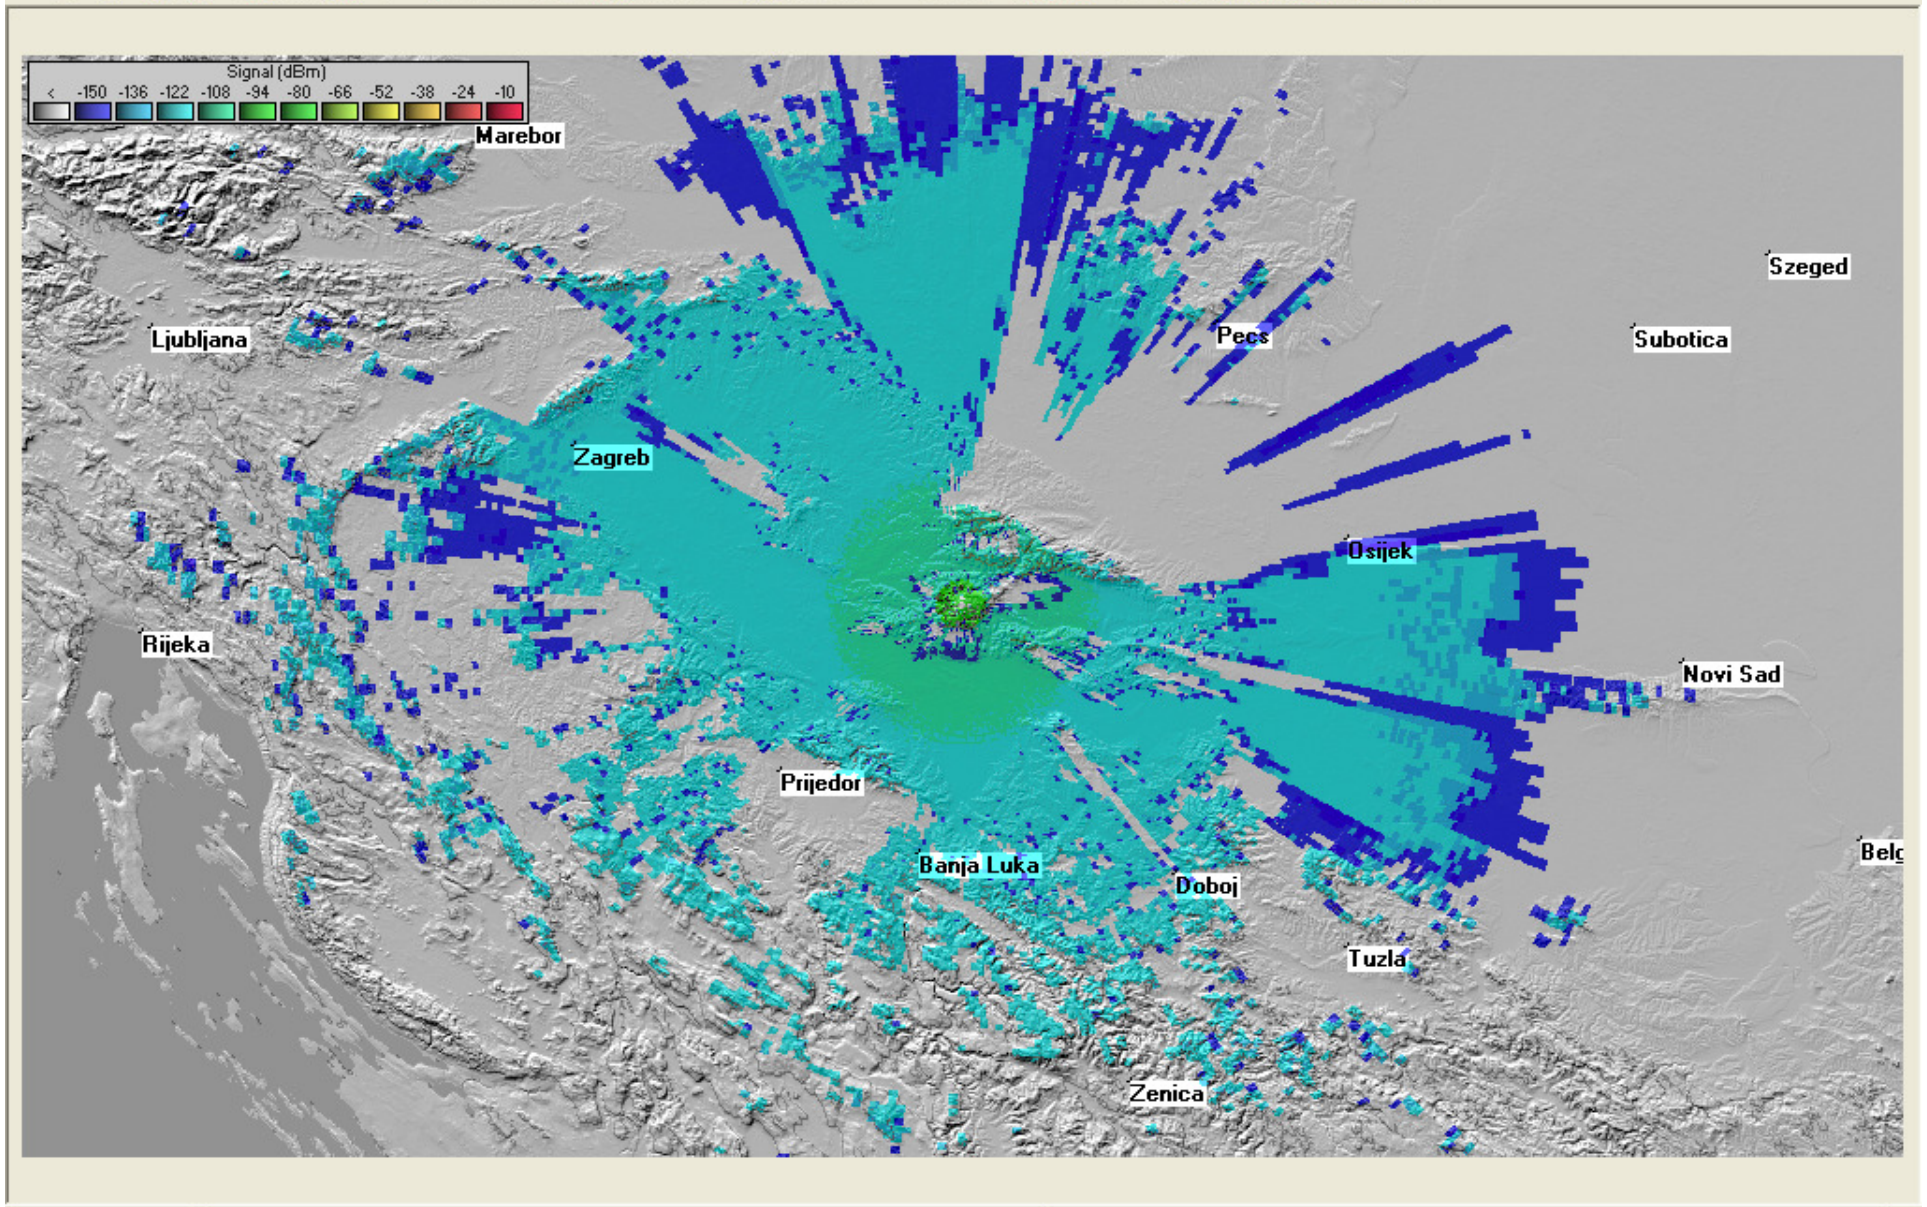 Signal (dBm)
< -150 -136 -122 -108 -94 -80 -66 -52 -38 -24 -10
Marebor
Szeged
Ljubljana
Pecs
Subotica
Zagreb
Osijek
Rijeka
Novi Sad
Prijedor
Banja Luka
Belg
Doboj
Tuzla
Zenica